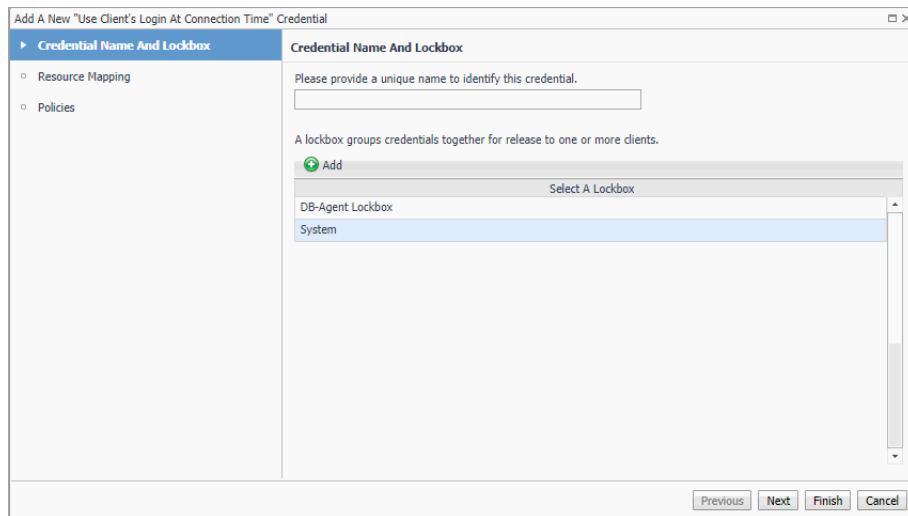 Add A New "Use Client's Login At Connection Time" Credential
Credential Name And Lockbox
Resource Mapping
Policies
Credential Name And Lockbox
Please provide a unique name to identify this credential.
A lockbox groups credentials together for release to one or more clients.
Add
Select A Lockbox
DB-Agent Lockbox
System
Previous Next Finish Cancel